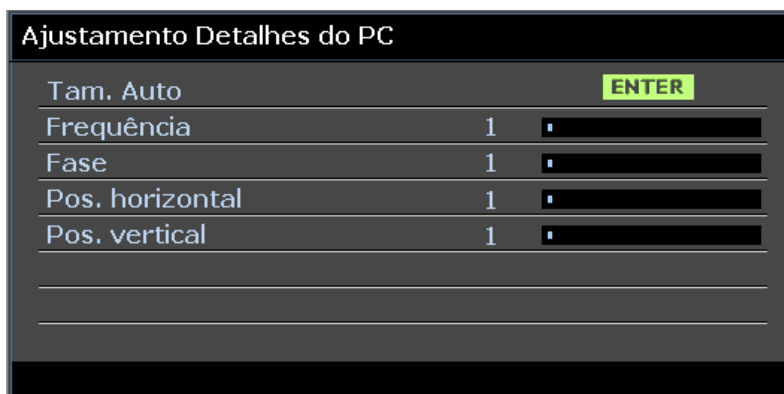 Ajustamento Detalhes do PC
Tam. Auto ENTER
Frequência 1
Fase 1
Pos. horizontal 1
Pos. vertical 1